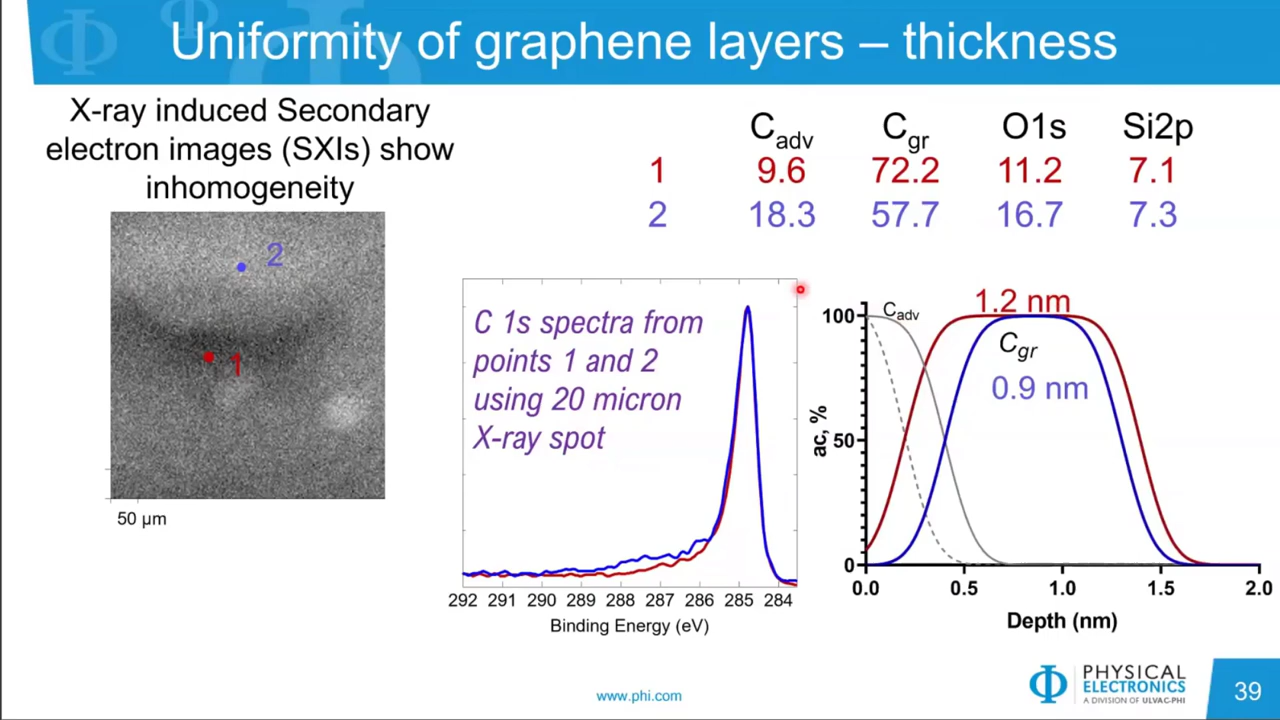 Uniformity of graphene layers – thickness
X-ray induced Secondary
electron images (SXIs) show
inhomogeneity
2
1
50 µm
Cadv Cgr O1s Si2p
1 9.6 72.2 11.2 7.1
2 18.3 57.7 16.7 7.3
C 1s spectra from
points 1 and 2
using 20 micron
X-ray spot
292 291 290 289 288 287 286 285 284
Binding Energy (eV)
1.2 nm
Cadv
Cgr
0.9 nm
ac, %
100
50
0
0.0 0.5 1.0 1.5 2.0
Depth (nm)
www.phi.com
PHYSICAL
ELECTRONICS
A DIVISION OF ULVAC-PHI
39